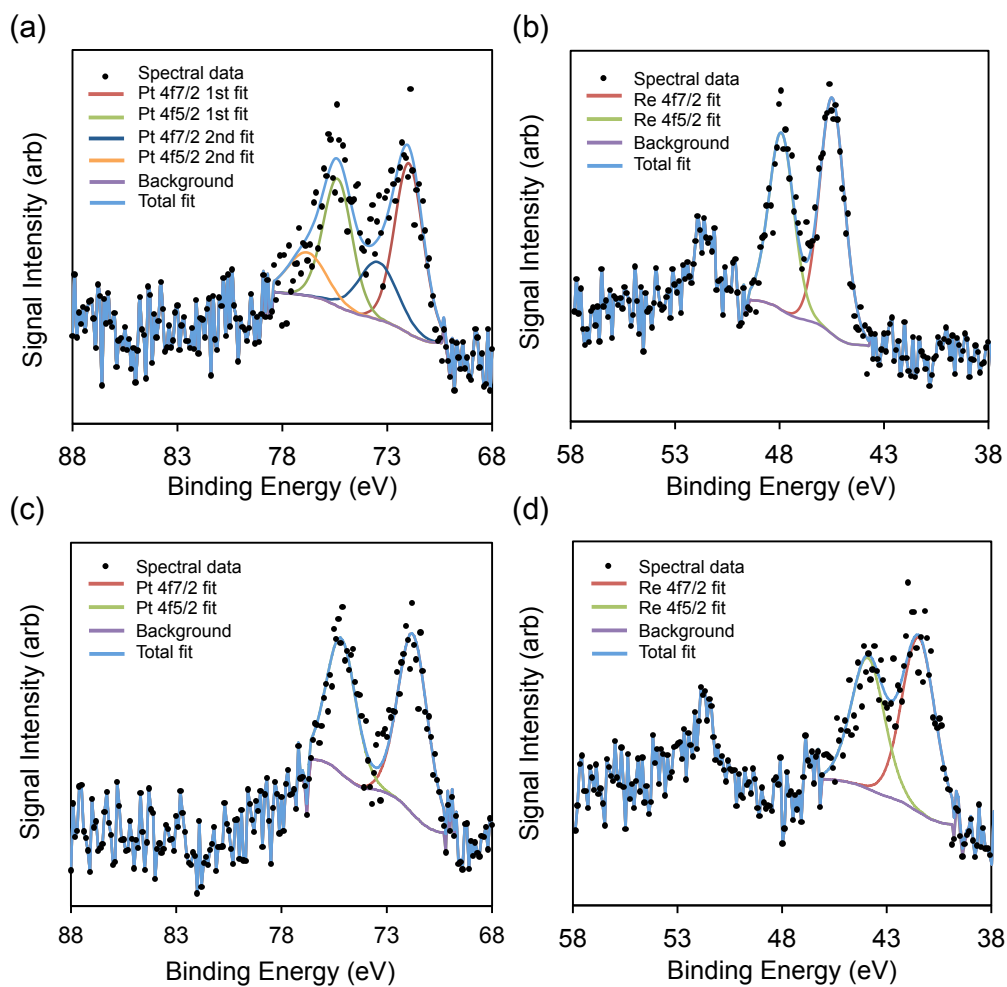 (a)
Spectral data
Pt 4f7/2 1st fit
Pt 4f5/2 1st fit
Pt 4f7/2 2nd fit
Pt 4f5/2 2nd fit
Background
Total fit
Signal Intensity (arb)
88 83 78 73 68
Binding Energy (eV)
(b)
Spectral data
Re 4f7/2 fit
Re 4f5/2 fit
Background
Total fit
Signal Intensity (arb)
58 53 48 43 38
Binding Energy (eV)
(c)
Spectral data
Pt 4f7/2 fit
Pt 4f5/2 fit
Background
Total fit
Signal Intensity (arb)
88 83 78 73 68
Binding Energy (eV)
(d)
Spectral data
Re 4f7/2 fit
Re 4f5/2 fit
Background
Total fit
Signal Intensity (arb)
58 53 48 43 38
Binding Energy (eV)